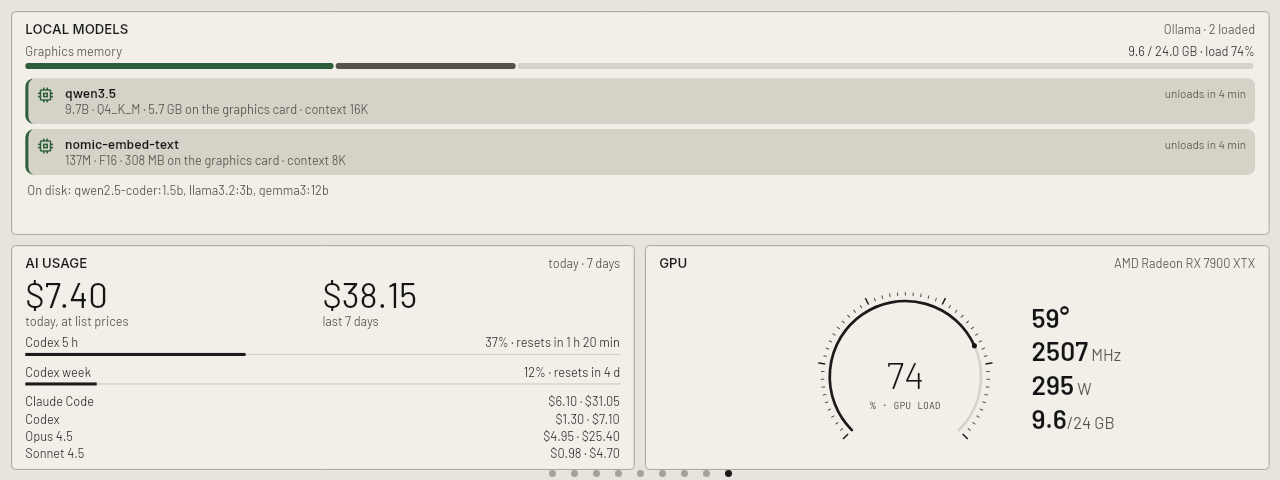 LOCAL MODELS
Ollama · 2 loaded
Graphics memory
9.6 / 24.0 GB · load 74%
qwen3.5
unloads in 4 min
9.7B · Q4_K_M · 5.7 GB on the graphics card · context 16K
nomic-embed-text
unloads in 4 min
137M · F16 · 308 MB on the graphics card · context 8K
On disk: qwen2.5-coder:1.5b, llama3.2:3b, gemma3:12b
AI USAGE
today · 7 days
$7.40
$38.15
today, at list prices
last 7 days
Codex 5 h
37% · resets in 1 h 20 min
Codex week
12% · resets in 4 d
Claude Code
$6.10 · $31.05
Codex
$1.30 · $7.10
Opus 4.5
$4.95 · $25.40
Sonnet 4.5
$0.98 · $4.70
GPU
AMD Radeon RX 7900 XTX
74
% · GPU LOAD
59°
2507 MHz
295 W
9.6/24 GB